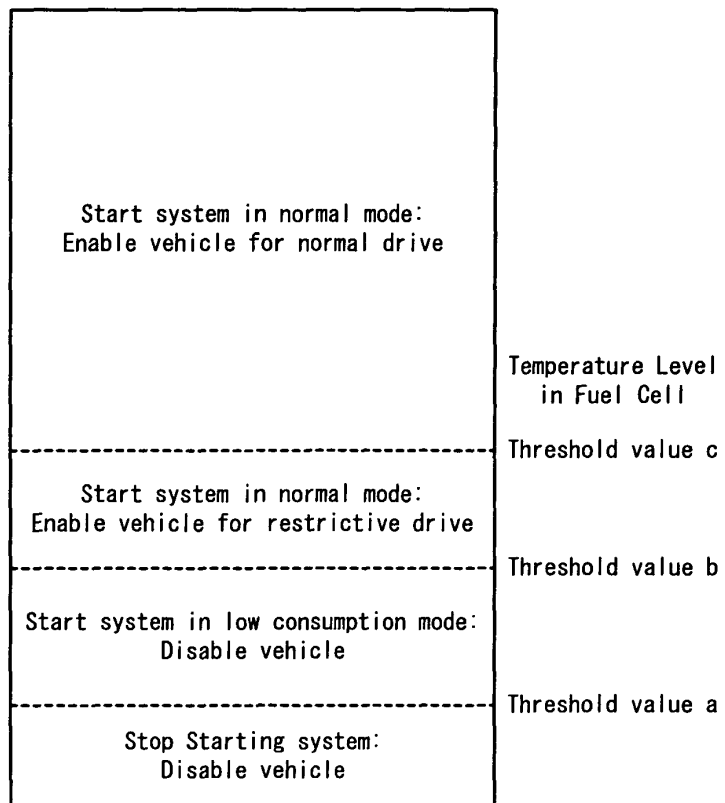 Start system in normal mode:
Enable vehicle for normal drive
Temperature Level
in Fuel Cell
Threshold value c
Start system in normal mode:
Enable vehicle for restrictive drive
Threshold value b
Start system in low consumption mode:
Disable vehicle
Threshold value a
Stop Starting system:
Disable vehicle